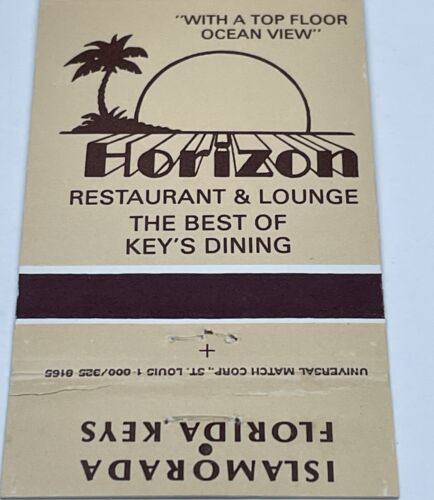 "WITH A TOP FLOOR
OCEAN VIEW"
Horizon
RESTAURANT & LOUNGE
THE BEST OF
KEY'S DINING
UNIVERSAL MATCH CORP., ST. LOUIS 1-800/325 8165
ISLAMORADA
FLORIDA KEYS